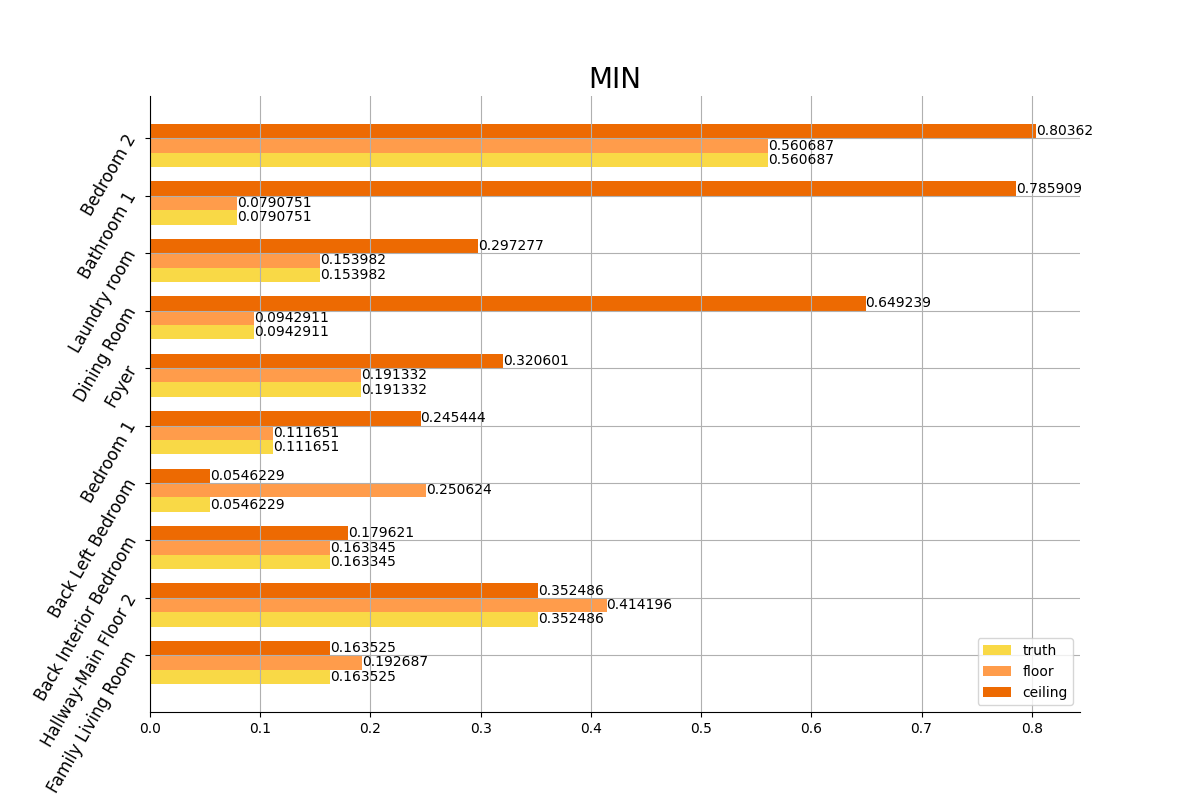 MIN
Bedroom 2
0.80362
0.560687
0.560687
Bathroom 1
0.785909
0.0790751
0.0790751
Laundry room
0.297277
0.153982
0.153982
Dining Room
0.649239
0.0942911
0.0942911
Foyer
0.320601
0.191332
0.191332
Bedroom 1
0.245444
0.111651
0.111651
Back Left Bedroom
0.0546229
0.250624
0.0546229
Back Interior Bedroom
0.179621
0.163345
0.163345
Hallway-Main Floor 2
0.352486
0.414196
0.352486
Family Living Room
0.163525
0.192687
0.163525
truth
floor
ceiling
0.0 0.1 0.2 0.3 0.4 0.5 0.6 0.7 0.8